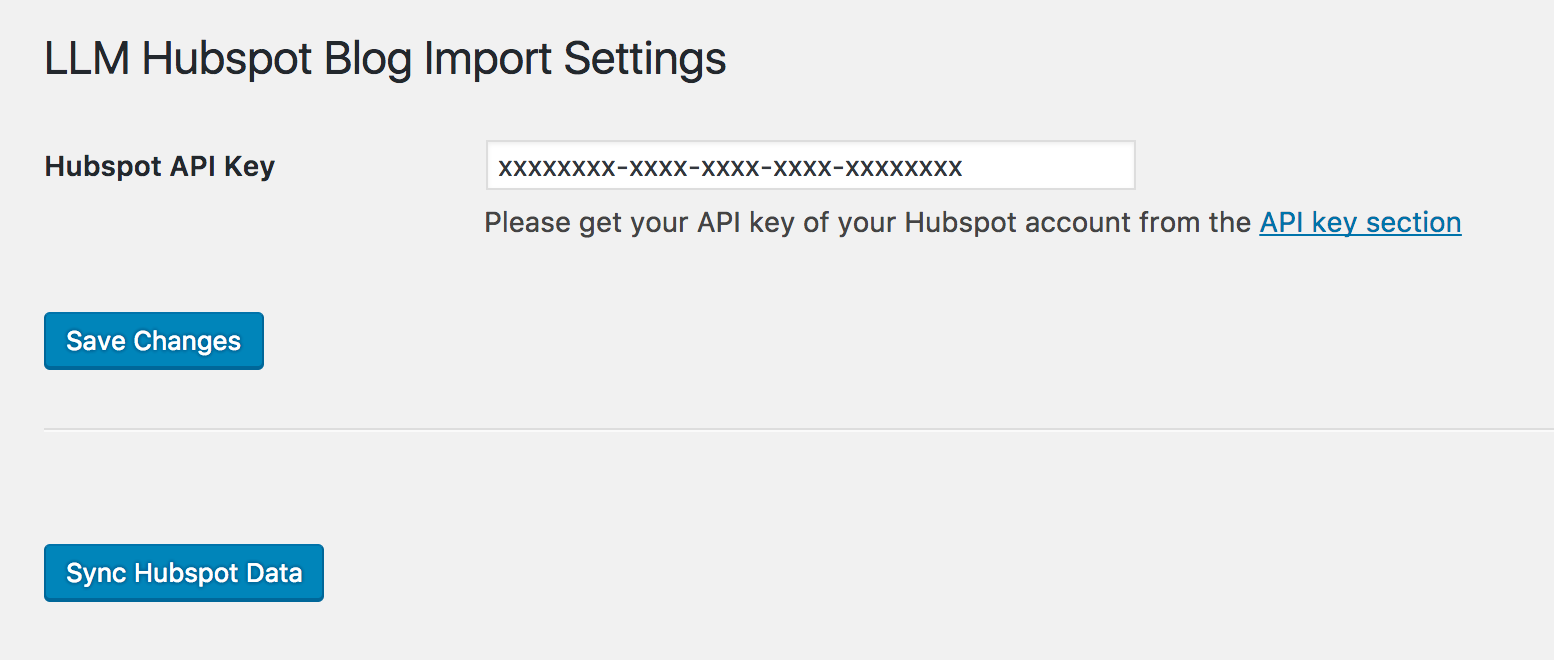 LLM Hubspot Blog Import Settings
Hubspot API Key
xxxxxxxx-xxxx-xxxx-xxxx-xxxxxxxx
Please get your API key of your Hubspot account from the API key section
Save Changes
Sync Hubspot Data